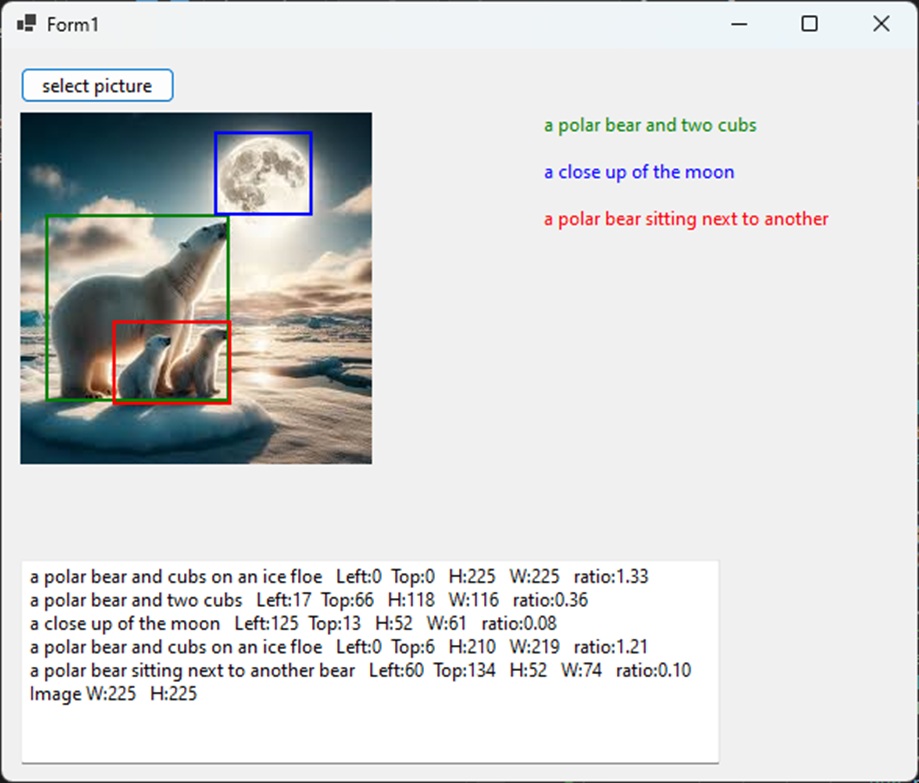 Form1
select picture
a polar bear and two cubs
a close up of the moon
a polar bear sitting next to another
a polar bear and cubs on an ice floe   Left:0  Top:0   H:225   W:225   ratio:1.33
a polar bear and two cubs   Left:17  Top:66   H:118   W:116   ratio:0.36
a close up of the moon   Left:125  Top:13   H:52   W:61   ratio:0.08
a polar bear and cubs on an ice floe   Left:0  Top:6   H:210   W:219   ratio:1.21
a polar bear sitting next to another bear   Left:60  Top:134   H:52   W:74   ratio:0.10
Image W:225   H:225